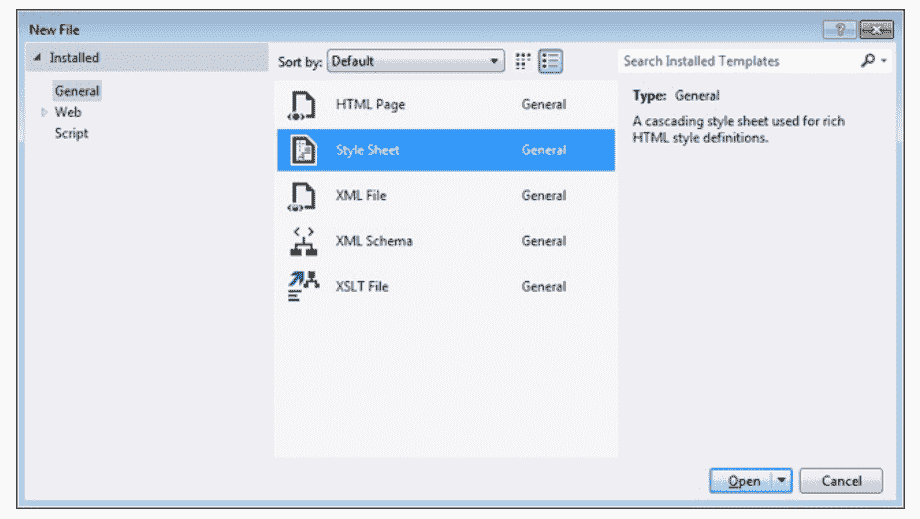 New File
Installed
General
Web
Script
Sort by: Default
HTML Page General
Style Sheet General
XML File General
XML Schema General
XSLT File General
Search Installed Templates
Type: General
A cascading style sheet used for rich
HTML style definitions.
Open
Cancel